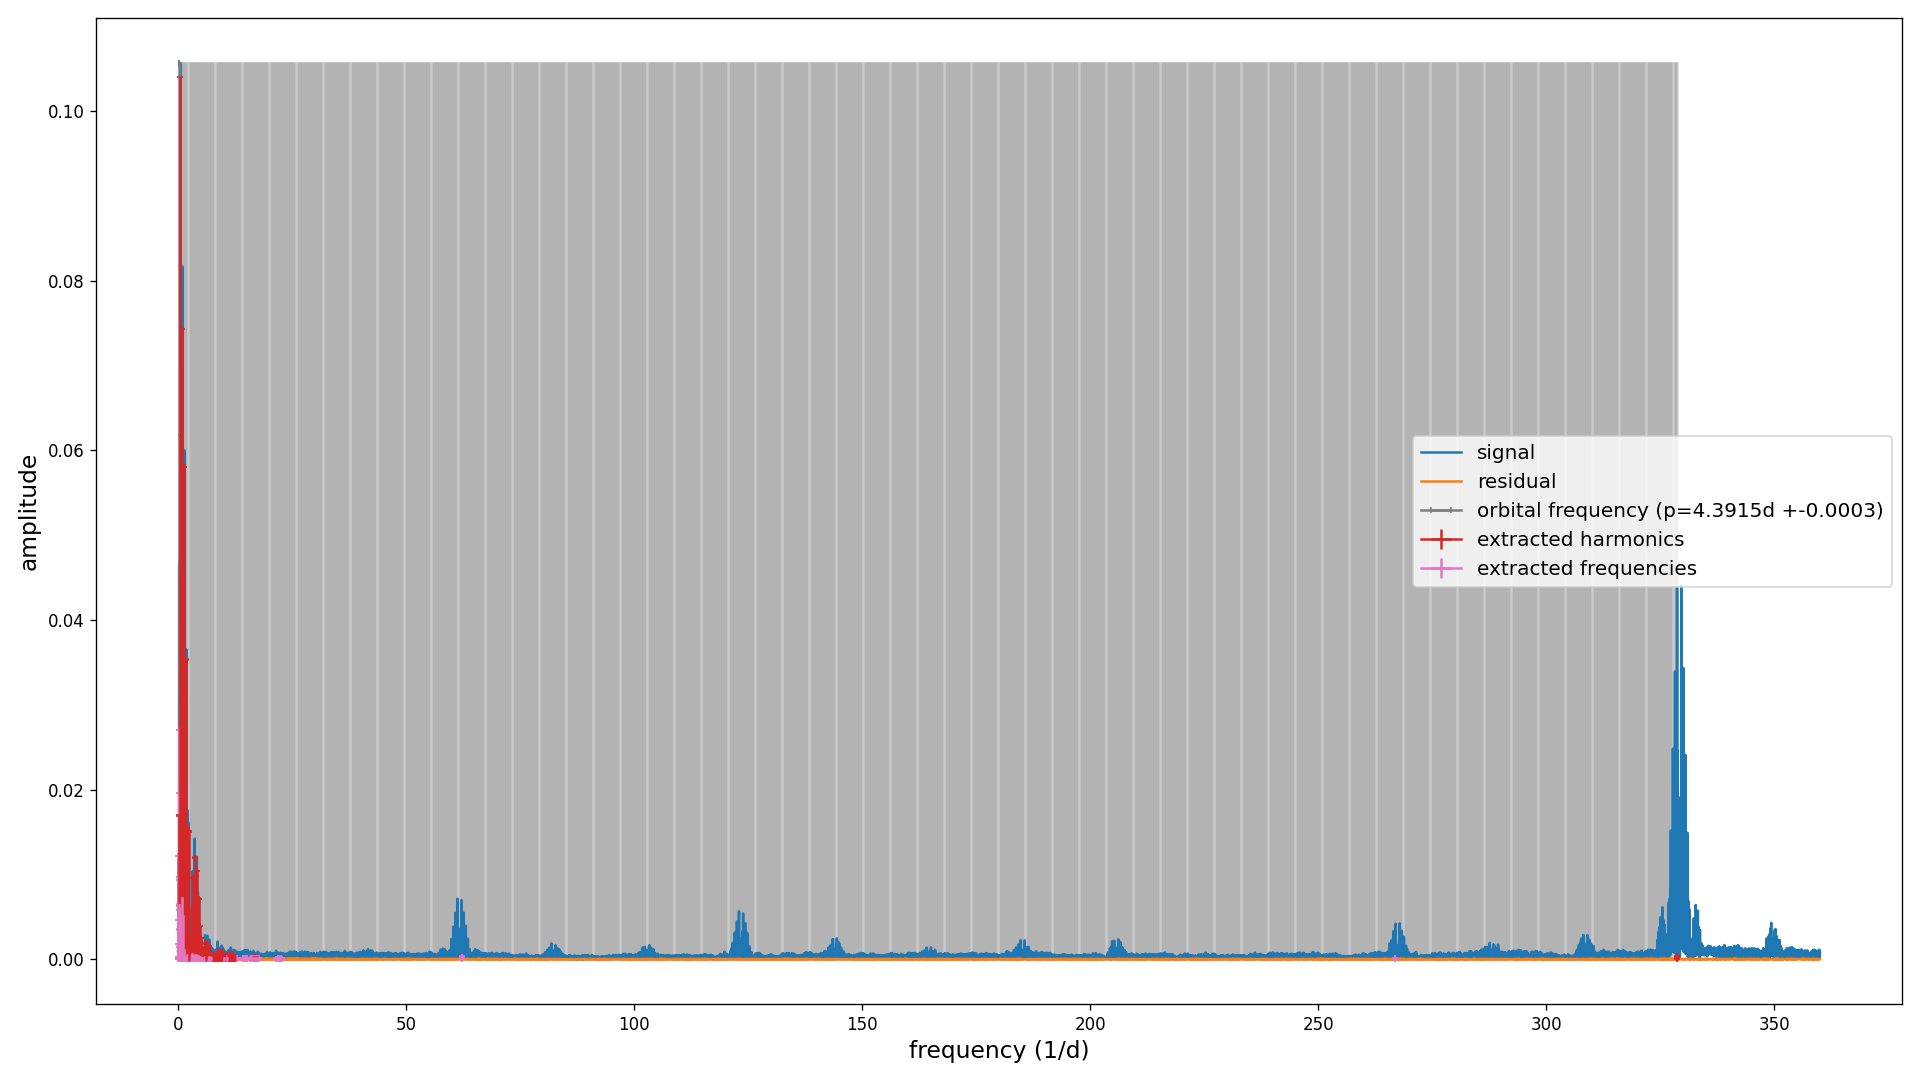 0.10
0.08
0.06
0.04
0.02
0.00
amplitude
signal
residual
orbital frequency (p=4.3915d +-0.0003)
extracted harmonics
extracted frequencies
0 50 100 150 200 250 300 350
frequency (1/d)